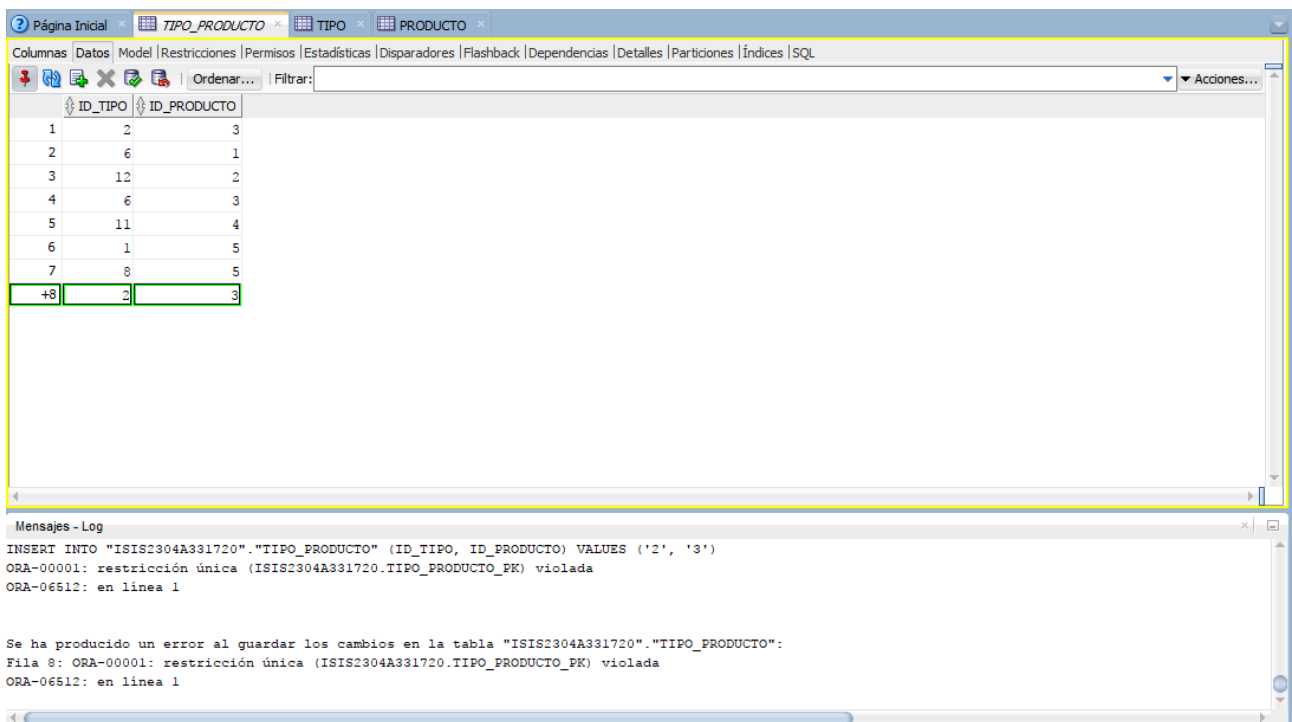 Página Inicial TIPO_PRODUCTO TIPO PRODUCTO
Columnas Datos Model |Restricciones |Permisos |Estadísticas |Disparadores |Flashback |Dependencias |Detalles |Particiones |Índices |SQL
Ordenar... Filtrar: Acciones...
ID_TIPO ID_PRODUCTO
1 2 3
2 6 1
3 12 2
4 6 3
5 11 4
6 1 5
7 8 5
+8 2 3
Mensajes - Log
INSERT INTO "ISIS2304A331720"."TIPO_PRODUCTO" (ID_TIPO, ID_PRODUCTO) VALUES ('2', '3')
ORA-00001: restricción única (ISIS2304A331720.TIPO_PRODUCTO_PK) violada
ORA-06512: en línea 1
Se ha producido un error al guardar los cambios en la tabla "ISIS2304A331720"."TIPO_PRODUCTO":
Fila 8: ORA-00001: restricción única (ISIS2304A331720.TIPO_PRODUCTO_PK) violada
ORA-06512: en línea 1